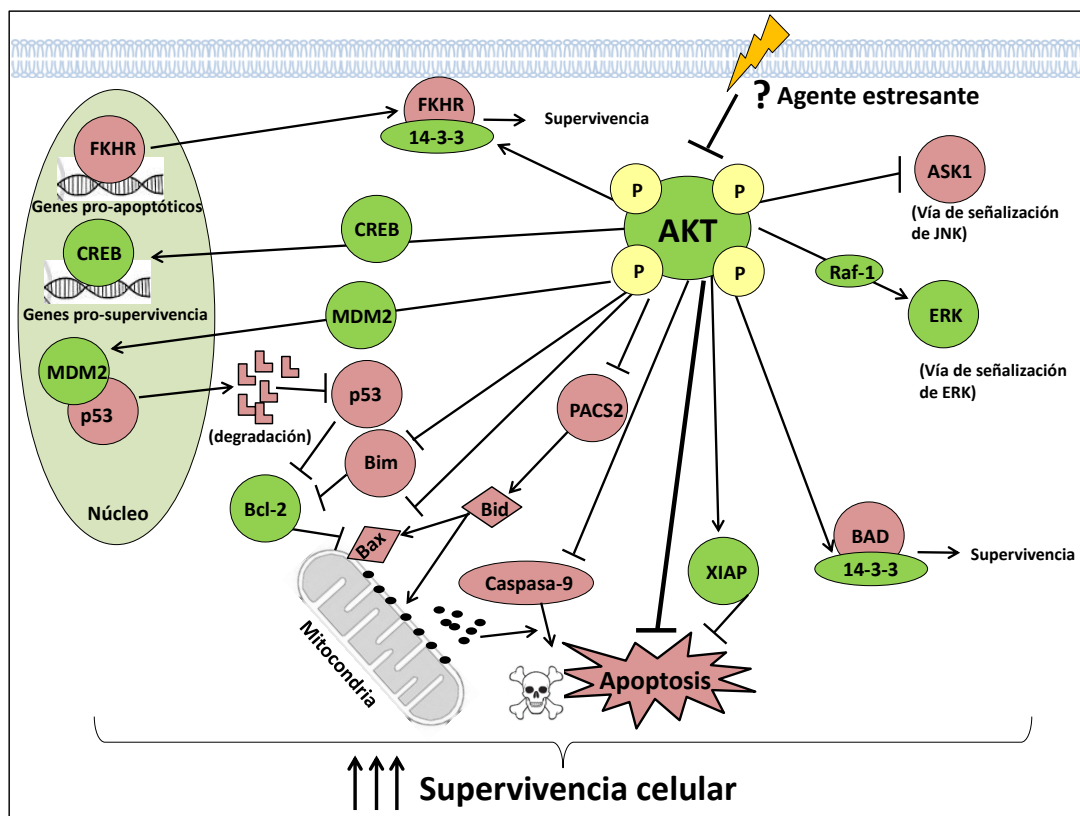 ? Agente estresante
FKHR
14-3-3
Supervivencia
FKHR
Genes pro-apoptóticos
P
P
AKT
P
P
ASK1
(Vía de señalización
de JNK)
CREB
CREB
Genes pro-supervivencia
Raf-1
ERK
(Vía de señalización
de ERK)
MDM2
MDM2
p53
(degradación)
p53
PACS2
Bim
Núcleo
Bcl-2
Bax
Bid
Caspasa-9
XIAP
BAD
14-3-3
Supervivencia
Mitocondria
Apoptosis
Supervivencia celular